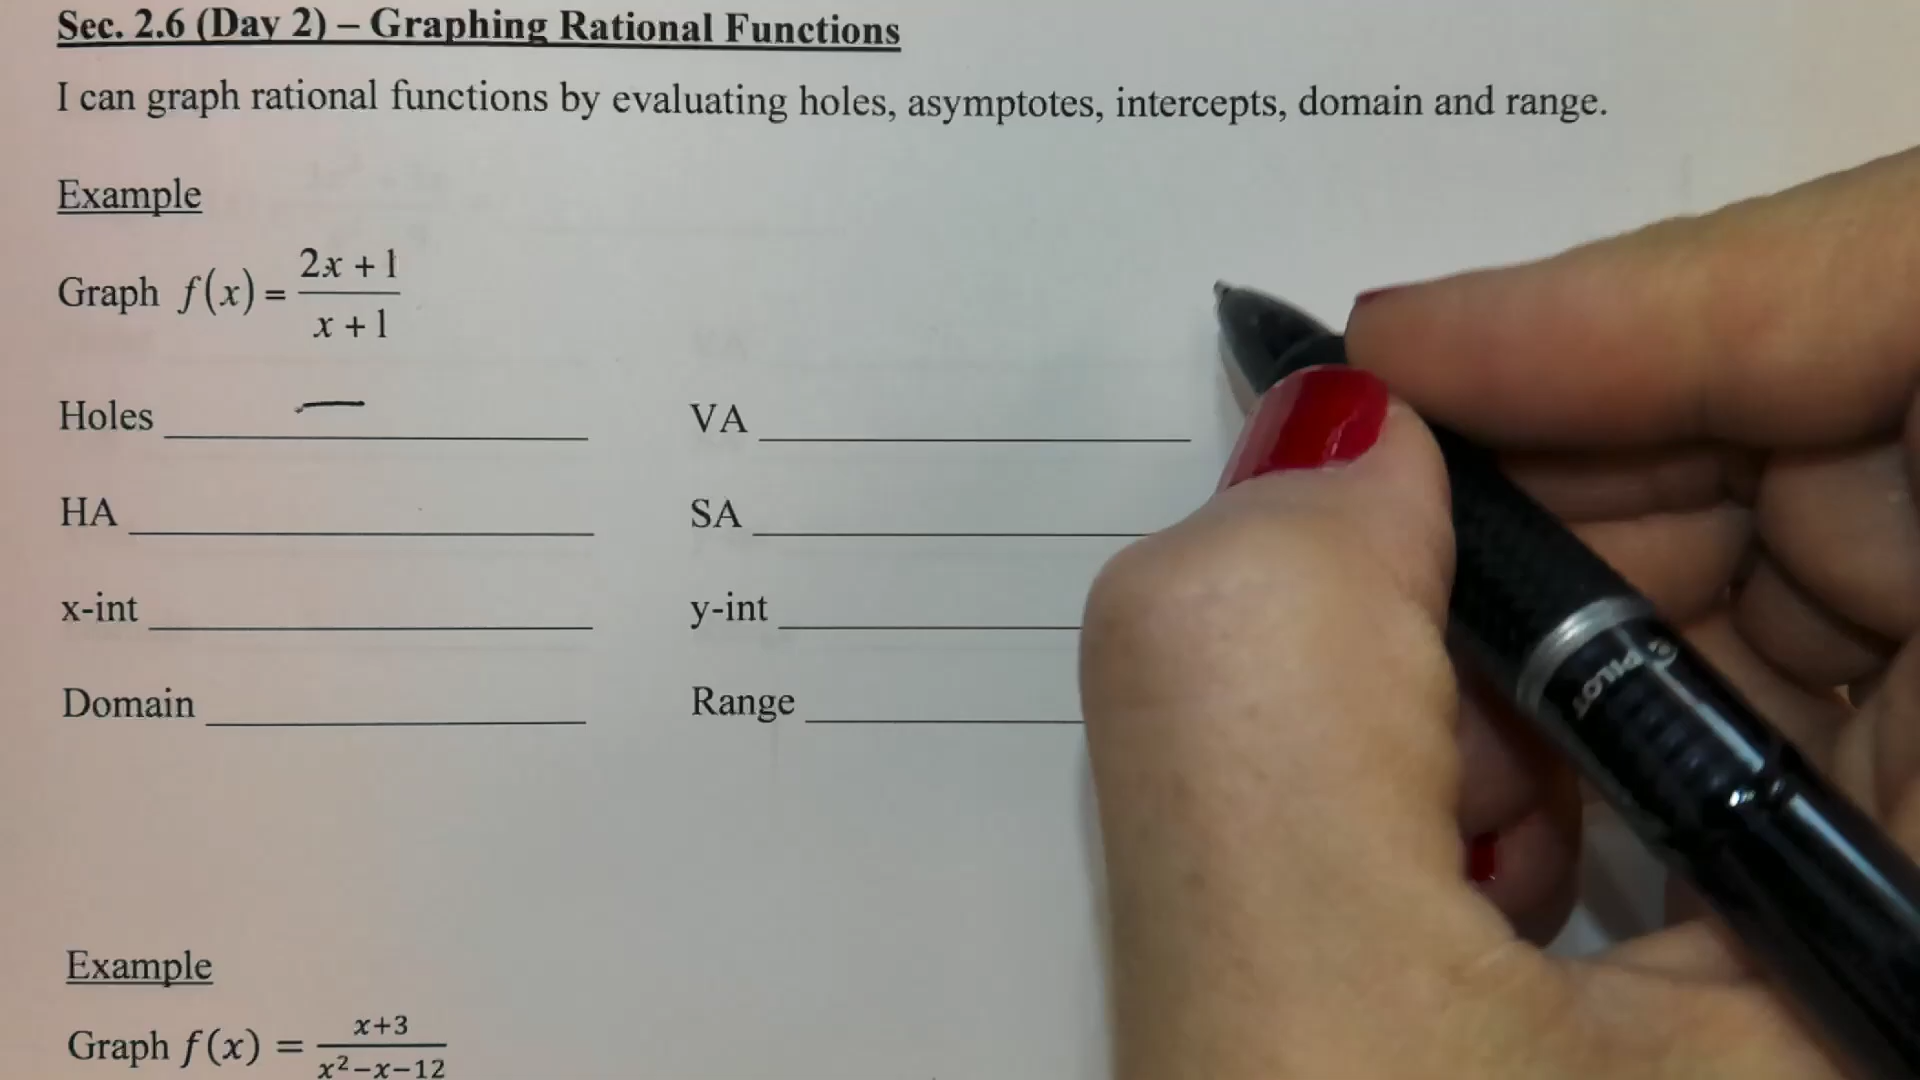 Sec. 2.6 (Day 2) – Graphing Rational Functions
I can graph rational functions by evaluating holes, asymptotes, intercepts, domain and range.
Example
Graph f(x) = (2x + 1)/(x + 1)
Holes — VA
HA SA
x-int y-int
Domain Range
Example
Graph f(x) = (x+3)/(x²−x−12)
PILOT